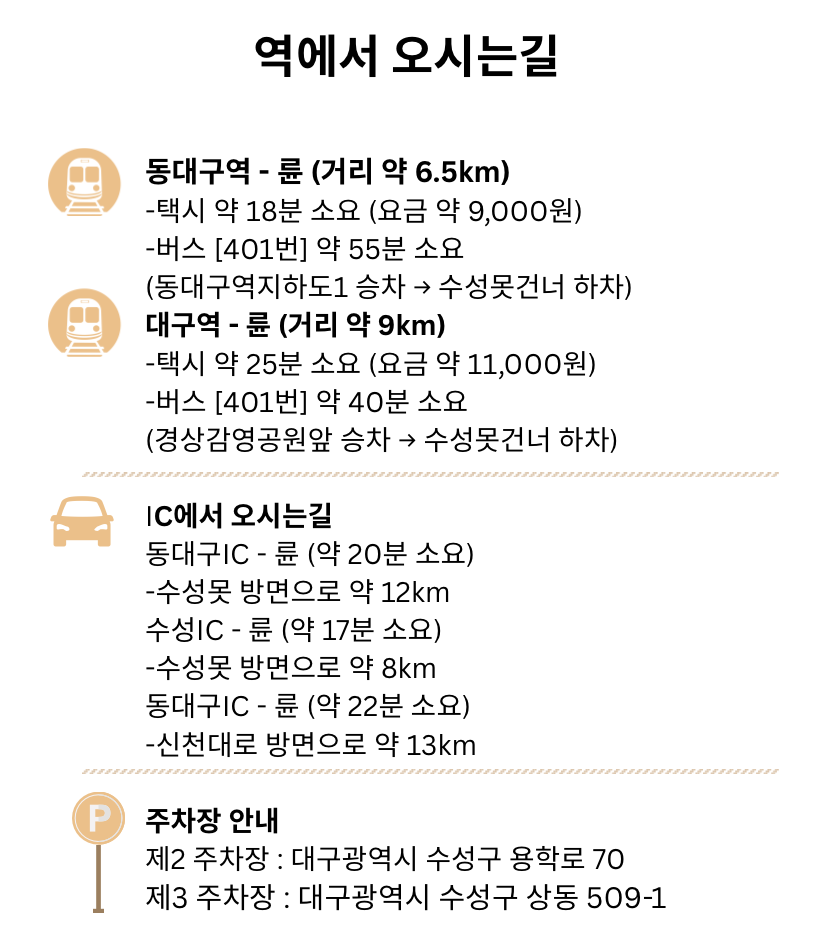 역에서 오시는길
동대구역 - 륜 (거리 약 6.5km)
-택시 약 18분 소요 (요금 약 9,000원)
-버스 [401번] 약 55분 소요
(동대구역지하도1 승차 → 수성못건너 하차)
대구역 - 륜 (거리 약 9km)
-택시 약 25분 소요 (요금 약 11,000원)
-버스 [401번] 약 40분 소요
(경상감영공원앞 승차 → 수성못건너 하차)
IC에서 오시는길
동대구IC - 륜 (약 20분 소요)
-수성못 방면으로 약 12km
수성IC - 륜 (약 17분 소요)
-수성못 방면으로 약 8km
동대구IC - 륜 (약 22분 소요)
-신천대로 방면으로 약 13km
P
주차장 안내
제2 주차장 : 대구광역시 수성구 용학로 70
제3 주차장 : 대구광역시 수성구 상동 509-1